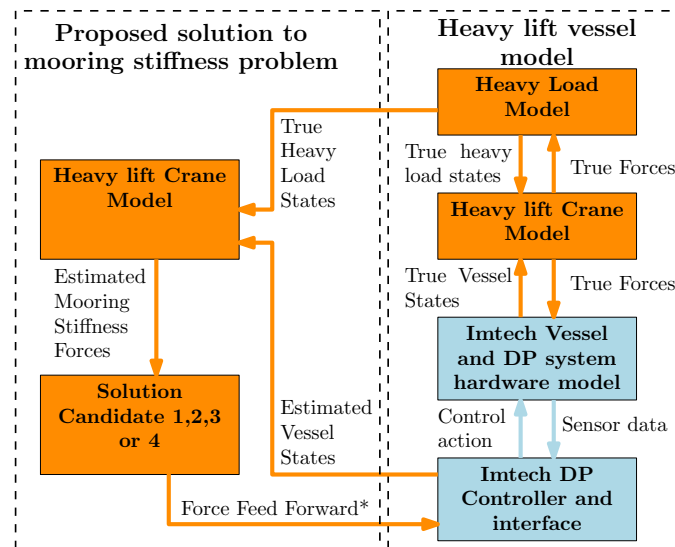 Proposed solution to
mooring stiffness problem
Heavy lift vessel
model
Heavy Load
Model
True
Heavy
Load
States
True heavy
load states
True Forces
Heavy lift Crane
Model
Heavy lift Crane
Model
Estimated
Mooring
Stiffness
Forces
True Vessel
States
True Forces
Imtech Vessel
and DP system
hardware model
Solution
Candidate 1,2,3
or 4
Estimated
Vessel
States
Control
action
Sensor data
Imtech DP
Controller and
interface
Force Feed Forward*